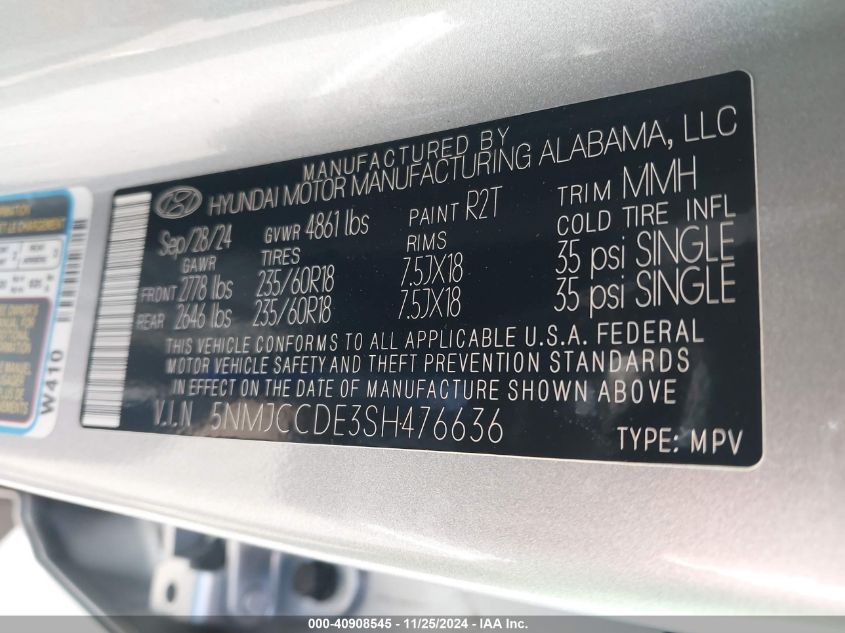 MANUFACTURED BY
HYUNDAI MOTOR MANUFACTURING ALABAMA, LLC
Sep/28/24 GVWR 4861 lbs PAINT R2T TRIM MMH
GAWR TIRES RIMS COLD TIRE INFL
FRONT 2778 lbs 235/60R18 7.5JX18 35 psi SINGLE
REAR 2646 lbs 235/60R18 7.5JX18 35 psi SINGLE
THIS VEHICLE CONFORMS TO ALL APPLICABLE U.S.A. FEDERAL
MOTOR VEHICLE SAFETY AND THEFT PREVENTION STANDARDS
IN EFFECT ON THE DATE OF MANUFACTURE SHOWN ABOVE
V.I.N 5NMJCCDE3SH476636
TYPE: MPV
W410
000-40908545 - 11/25/2024 - IAA Inc.